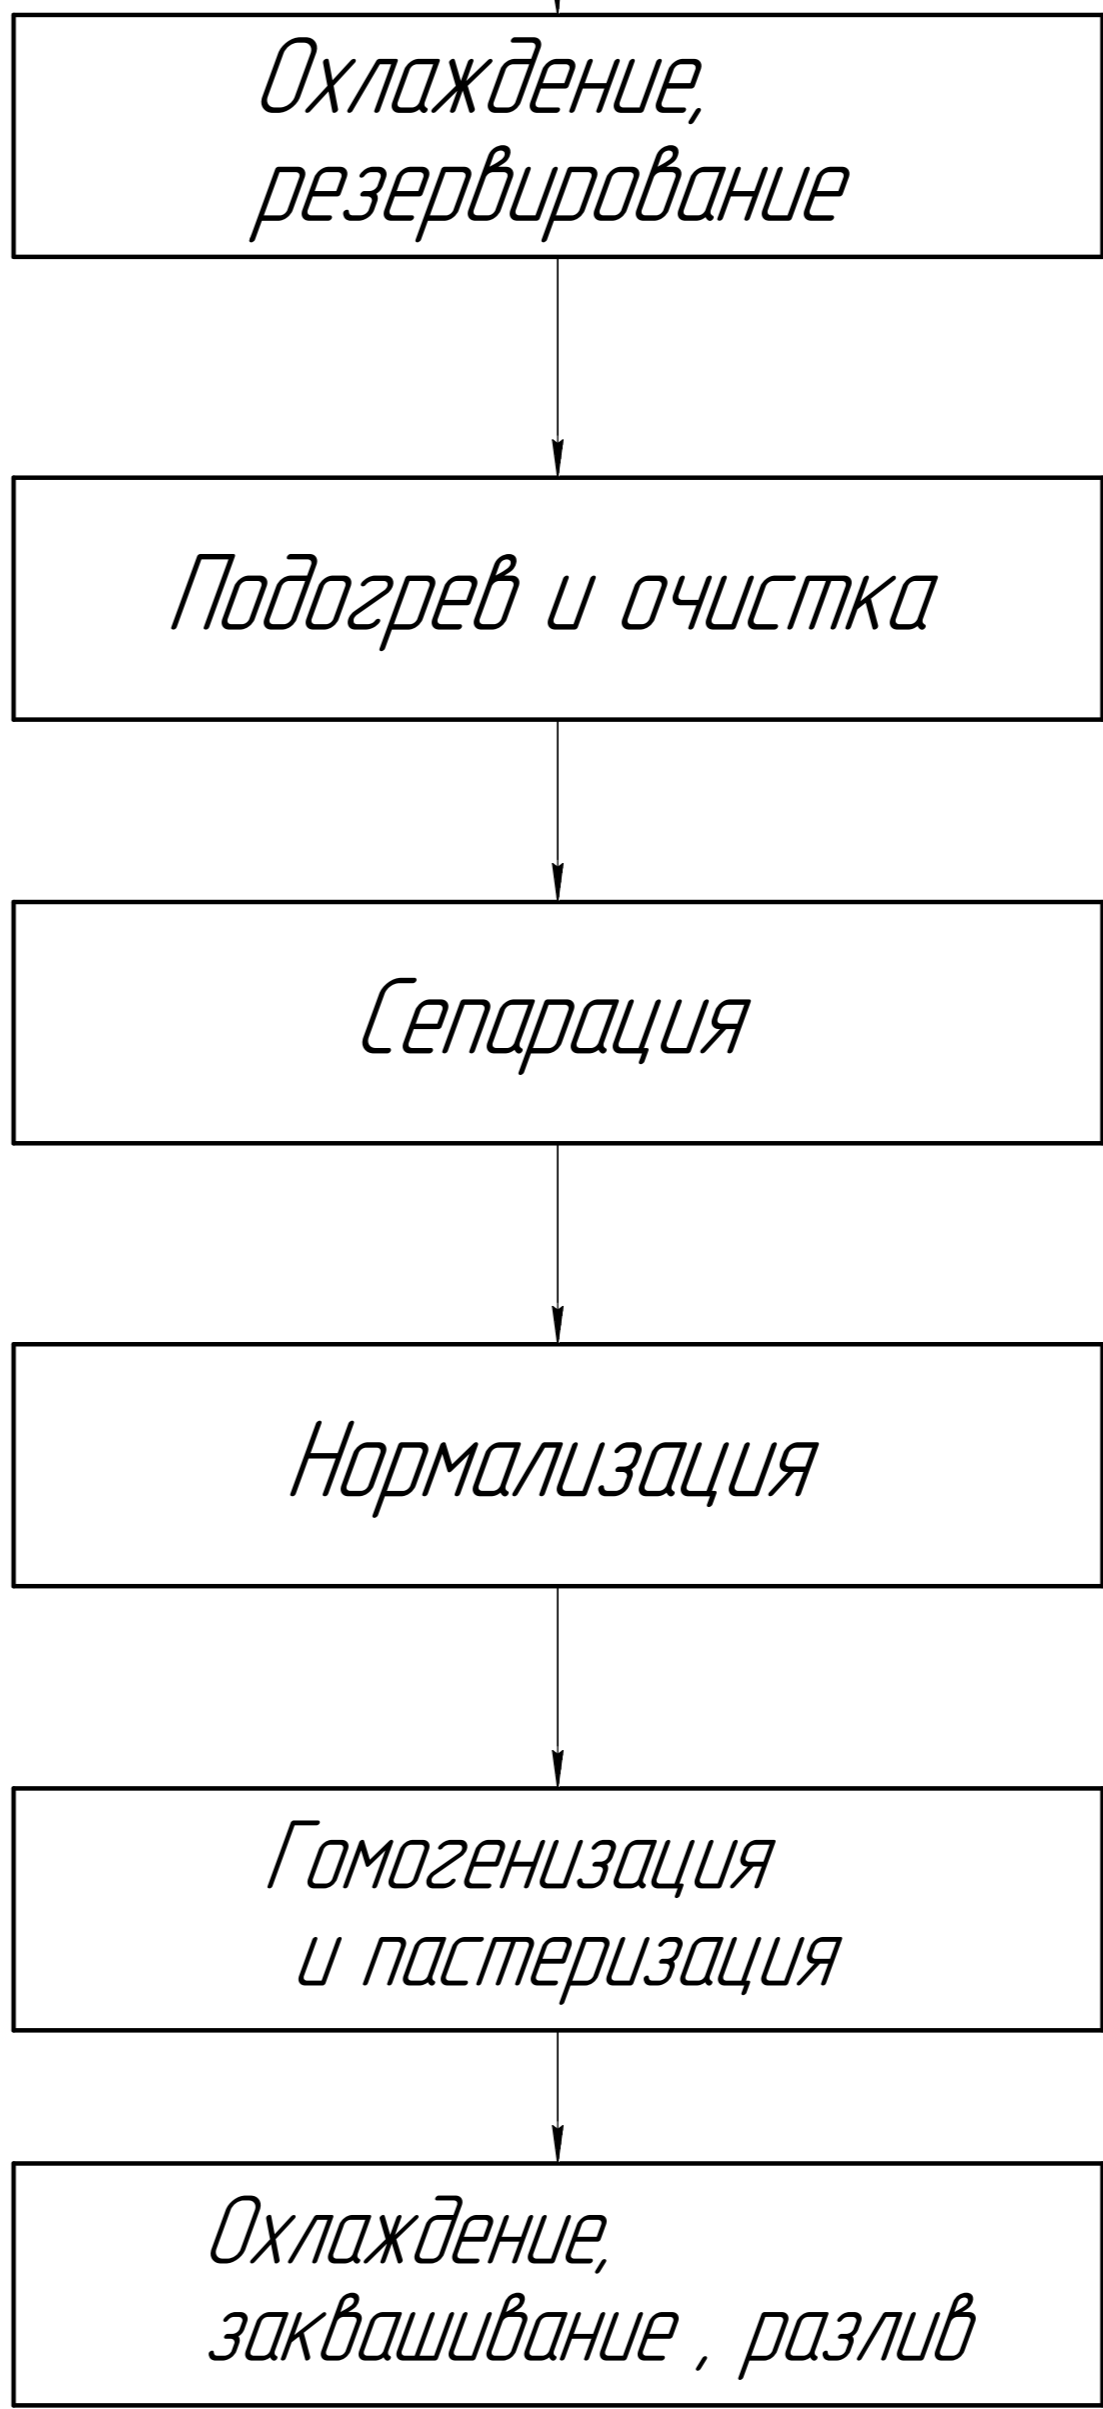 Охлаждение,
резервирование
Подогрев и очистка
Сепарация
Нормализация
Гомогенизация
и пастеризация
Охлаждение,
заквашивание , разлив